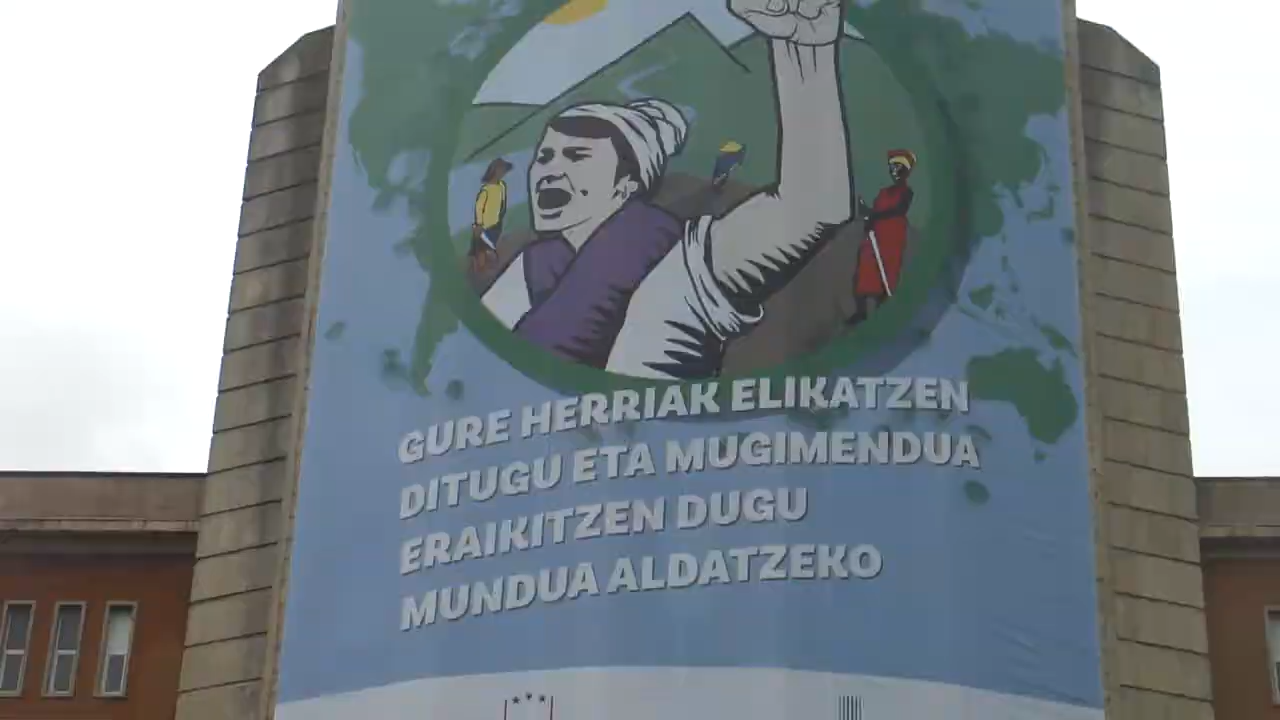 GURE HERRIAK ELIKATZEN
DITUGU ETA MUGIMENDUA
ERAIKITZEN DUGU
MUNDUA ALDATZEKO